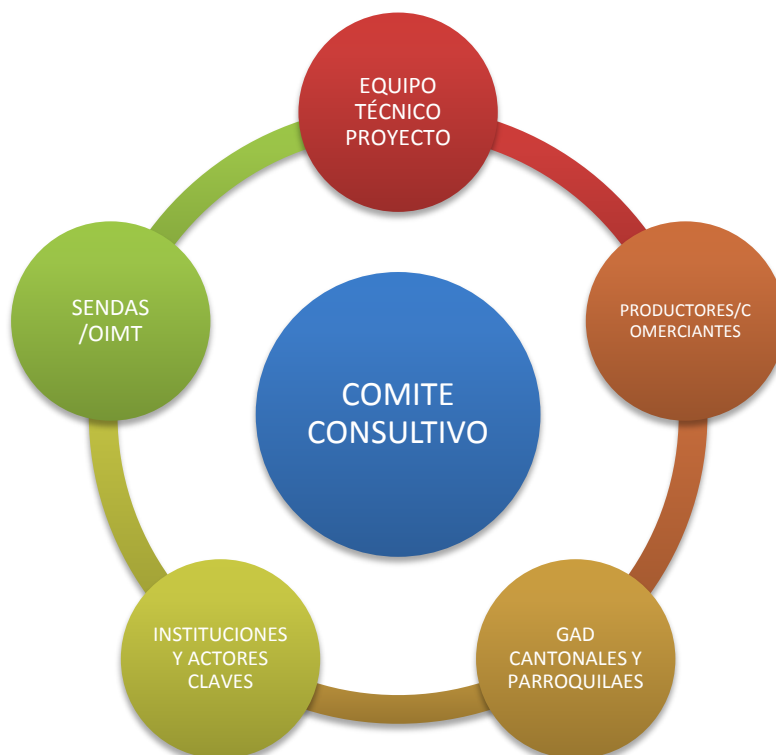 EQUIPO
TÉCNICO
PROYECTO
PRODUCTORES/C
OMERCIANTES
GAD
CANTONALES Y
PARROQUILAES
INSTITUCIONES
Y ACTORES
CLAVES
SENDAS
/OIMT
COMITE
CONSULTIVO